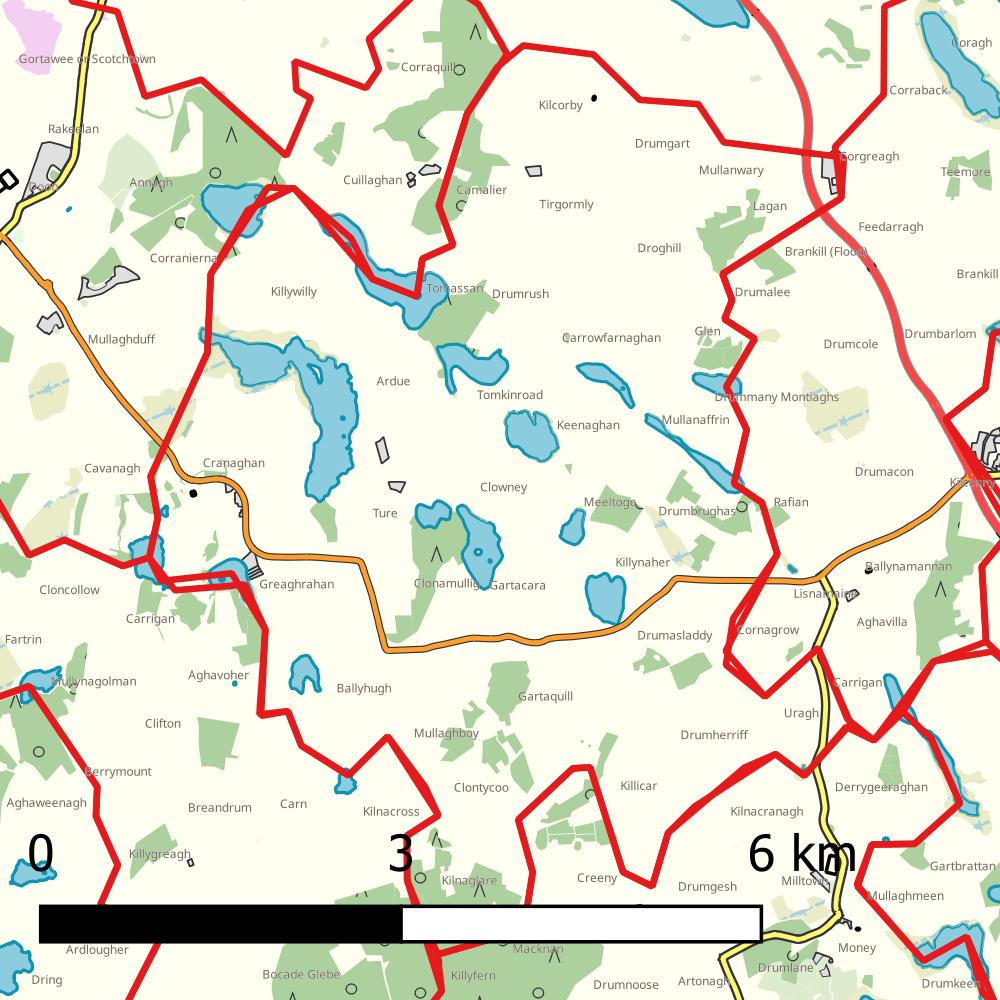 Coragh
Gortawee or Scotchtown
Corraquill
Corraback
Kilcorby
Rakeelan
Drumgart
Gorgreagh
Mullanwary
Teemore
Cuillaghan
Annagh
Doon
Camalier
Tirgormly
Lagan
Feedarragh
Droghill
Brankill (Flood)
Corranierna
Brankill
Killywilly
Tomassan
Drumrush
Drumalee
Glen
Drumbarlom
Mullaghduff
Carrowfarnaghan
Drumcole
Ardue
Tomkinroad
Drummany Montiaghs
Keenaghan
Mullanaffrin
Cranaghan
Cavanagh
Drumacon
Clowney
Meeltoge
Rafian
Ture
Drumbrughas
Killynaher
Ballynamannan
Cloncollow
Greaghrahan
Clonamullig
Gartacara
Lisnamaine
Carrigan
Aghavilla
Fartrin
Drumasladdy
Cornagrow
Aghavoher
Mullynagolman
Ballyhugh
Gartaquill
Carrigan
Uragh
Clifton
Mullaghboy
Drumherriff
Berrymount
Clontycoo
Killicar
Derrygeeraghan
Aghaweenagh
Breandrum
Carn
Kilnacross
Kilnacranagh
0 3 6 km
Killygreagh
Gartbrattan
Kilnaglare
Creeny
Drumgesh
Milltown
Mullaghmeen
Ardlougher
Macknan
Money
Dring
Bocade Glebe
Killyfern
Drumnoose
Artonagh
Drumlane
Drumkeen